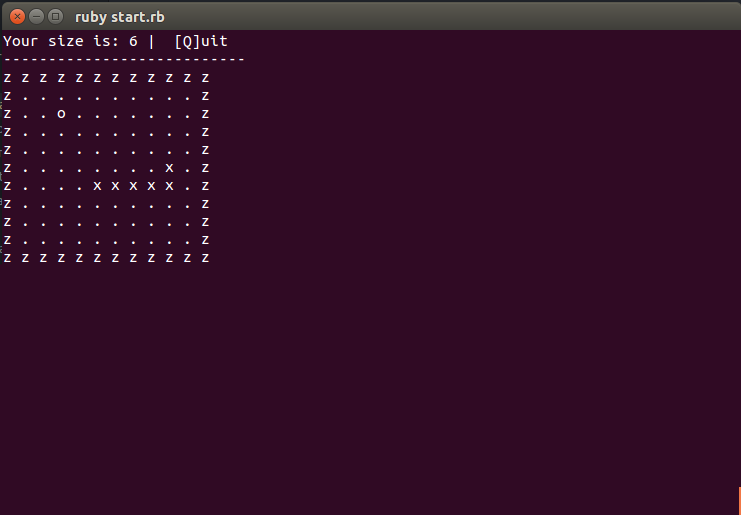 ruby start.rb
Your size is: 6 |  [Q]uit
---------------------------
z z z z z z z z z z z z
z . . . . . . . . . . z
z . . o . . . . . . . z
z . . . . . . . . . . z
z . . . . . . . . . . z
z . . . . . . . . x . z
z . . . . x x x x x . z
z . . . . . . . . . . z
z . . . . . . . . . . z
z . . . . . . . . . . z
z z z z z z z z z z z z